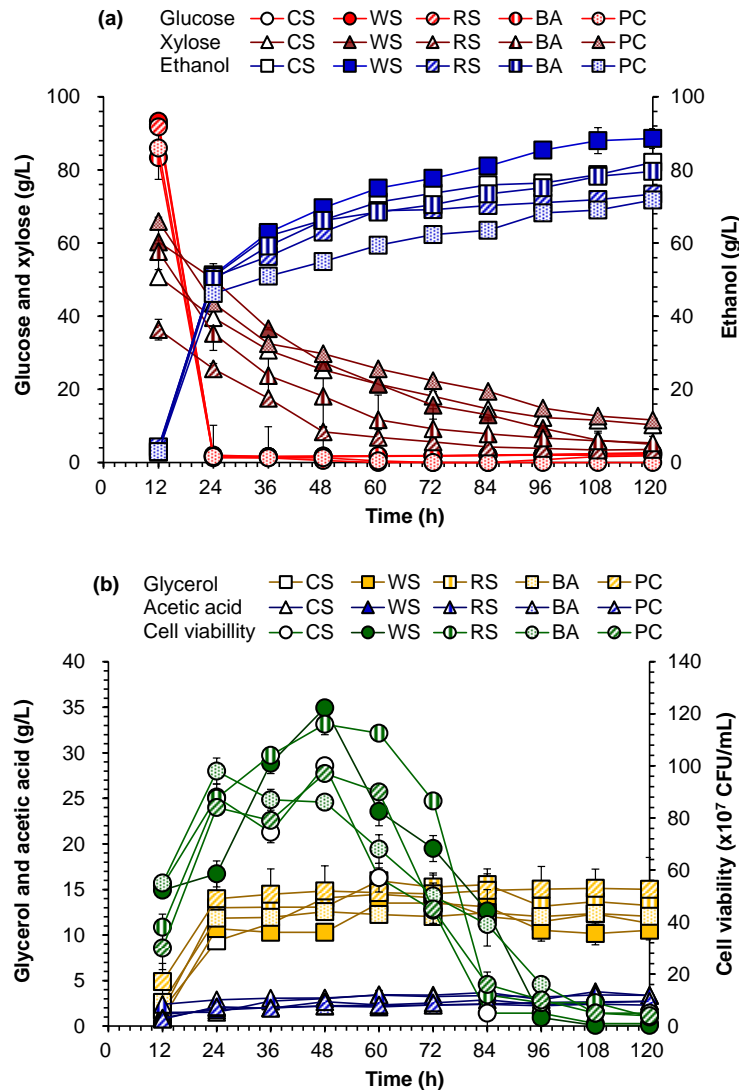 (a)
Glucose CS WS RS BA PC
Xylose CS WS RS BA PC
Ethanol CS WS RS BA PC
100 100
80 80
60 60
40 40
20 20
0 0
Glucose and xylose (g/L)
Ethanol (g/L)
0 12 24 36 48 60 72 84 96 108 120
Time (h)
(b)
Glycerol CS WS RS BA PC
Acetic acid CS WS RS BA PC
Cell viabillity CS WS RS BA PC
40 140
35 120
30 100
25 80
20 60
15 40
10 20
5 0
0
Glycerol and acetic acid (g/L)
Cell viability (x10⁷ CFU/mL)
0 12 24 36 48 60 72 84 96 108 120
Time (h)